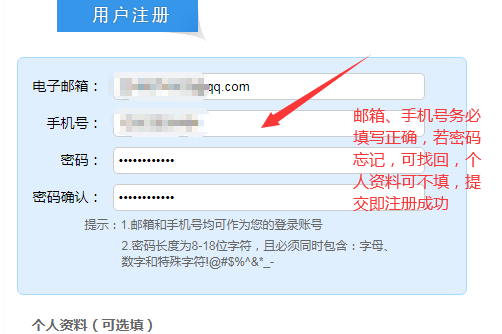 用户注册
电子邮箱： @qq.com
手机号：
密码： ••••••••••••
密码确认： ••••••••••••
邮箱、手机号务必
填写正确，若密码
忘记，可找回，个
人资料可不填，提
交即注册成功
提示：1.邮箱和手机号均可作为您的登录账号
2.密码长度为8-18位字符，且必须同时包含：字母、
数字和特殊字符!@#$%^&*_-
个人资料（可选填）